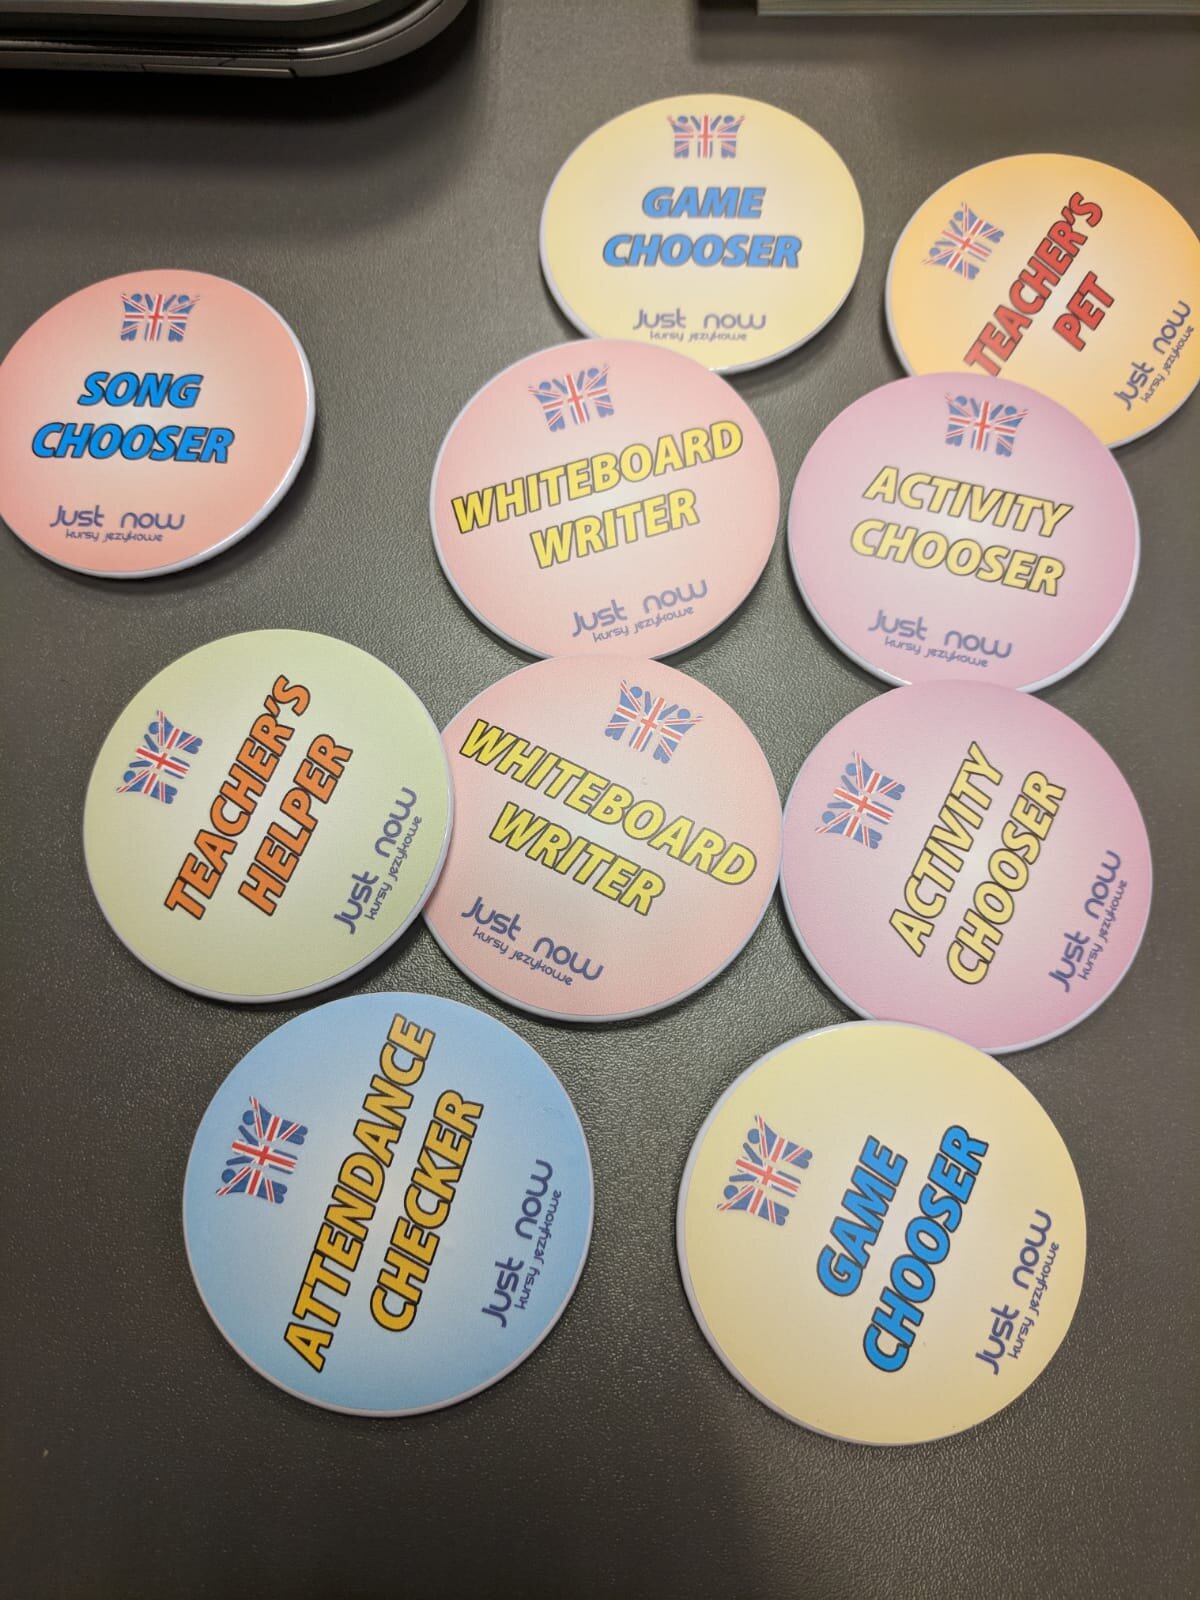 GAME
CHOOSER
Just now
kursy językowe
TEACHER'S
PET
Just now
kursy językowe
SONG
CHOOSER
Just now
kursy językowe
WHITEBOARD
WRITER
Just now
kursy językowe
ACTIVITY
CHOOSER
Just now
kursy językowe
TEACHER'S
HELPER
Just now
kursy językowe
WHITEBOARD
WRITER
Just now
kursy językowe
ACTIVITY
CHOOSER
Just now
kursy językowe
ATTENDANCE
CHECKER
Just now
kursy językowe
GAME
CHOOSER
Just now
kursy językowe